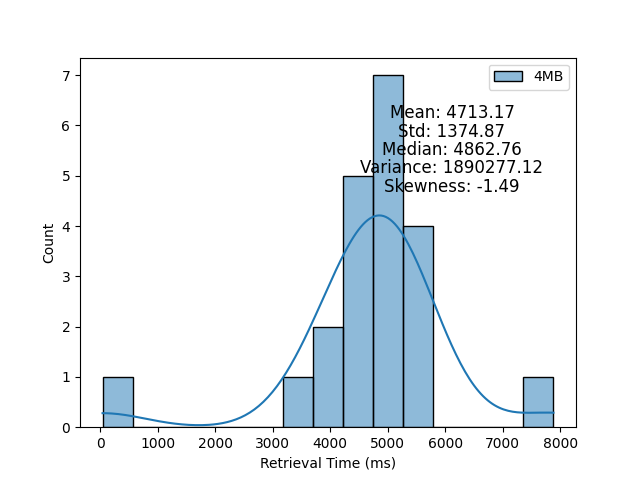 4MB
Mean: 4713.17
Std: 1374.87
Median: 4862.76
Variance: 1890277.12
Skewness: -1.49
7
6
5
4
3
2
1
0
Count
0 1000 2000 3000 4000 5000 6000 7000 8000
Retrieval Time (ms)